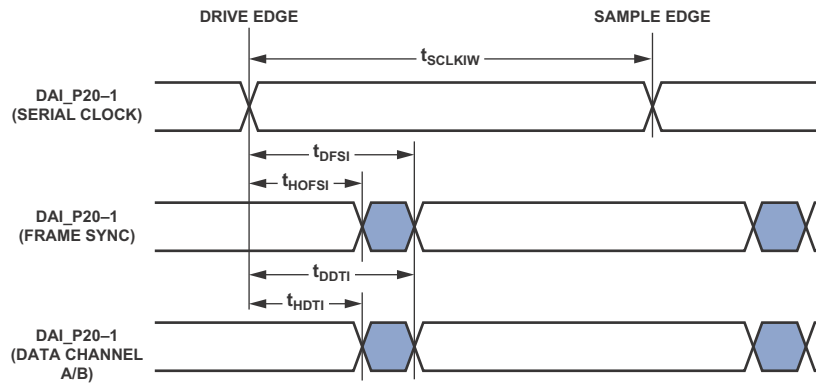 DRIVE EDGE
SAMPLE EDGE
tSCLKIW
DAI_P20–1
(SERIAL CLOCK)
tDFSI
tHOFSI
DAI_P20–1
(FRAME SYNC)
tDDTI
tHDTI
DAI_P20–1
(DATA CHANNEL
A/B)